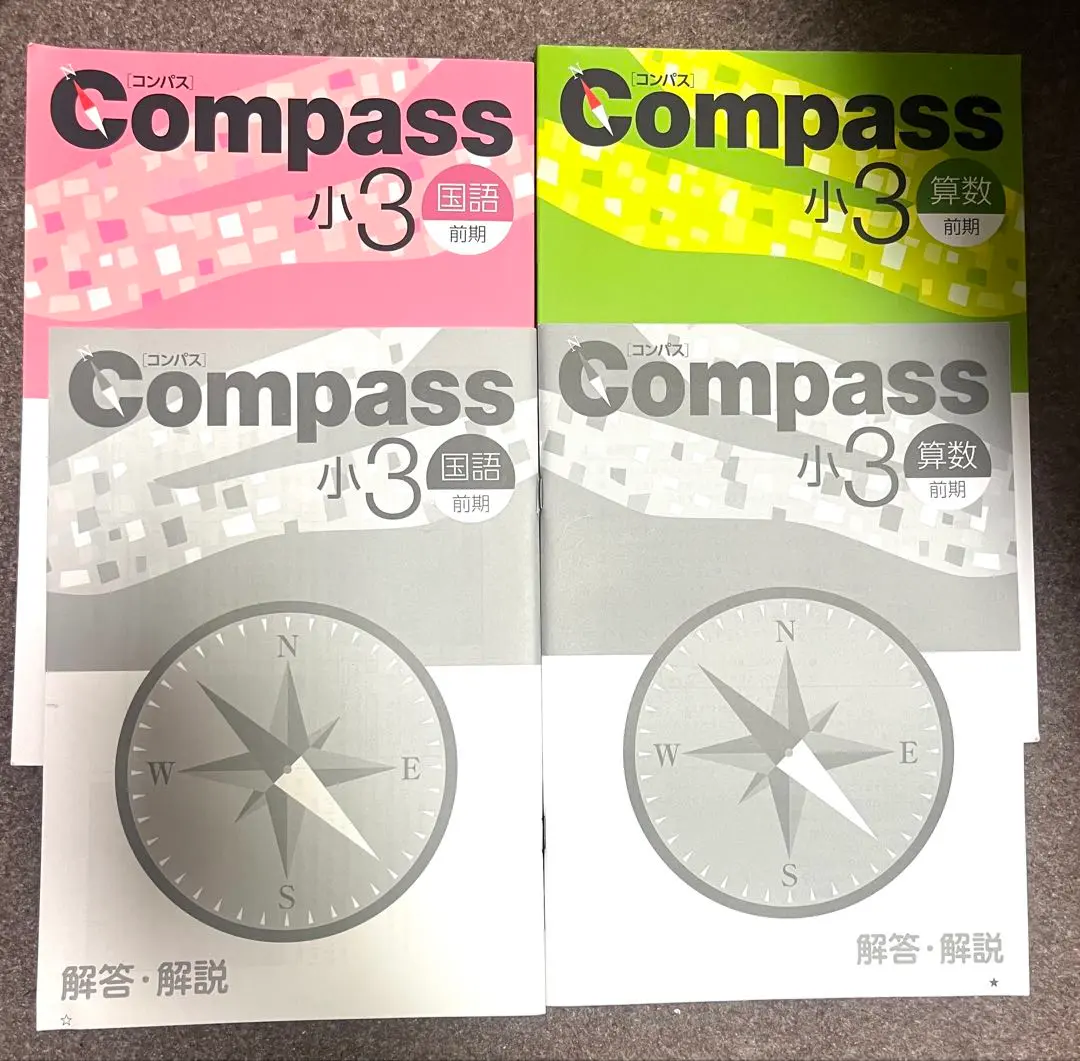 [コンパス]
Compass
小3 国語
前期
[コンパス]
Compass
小3 算数
前期
[コンパス]
Compass
小3 国語
前期
N
W E
S
解答・解説
☆
[コンパス]
Compass
小3 算数
前期
N
W E
S
解答・解説
★